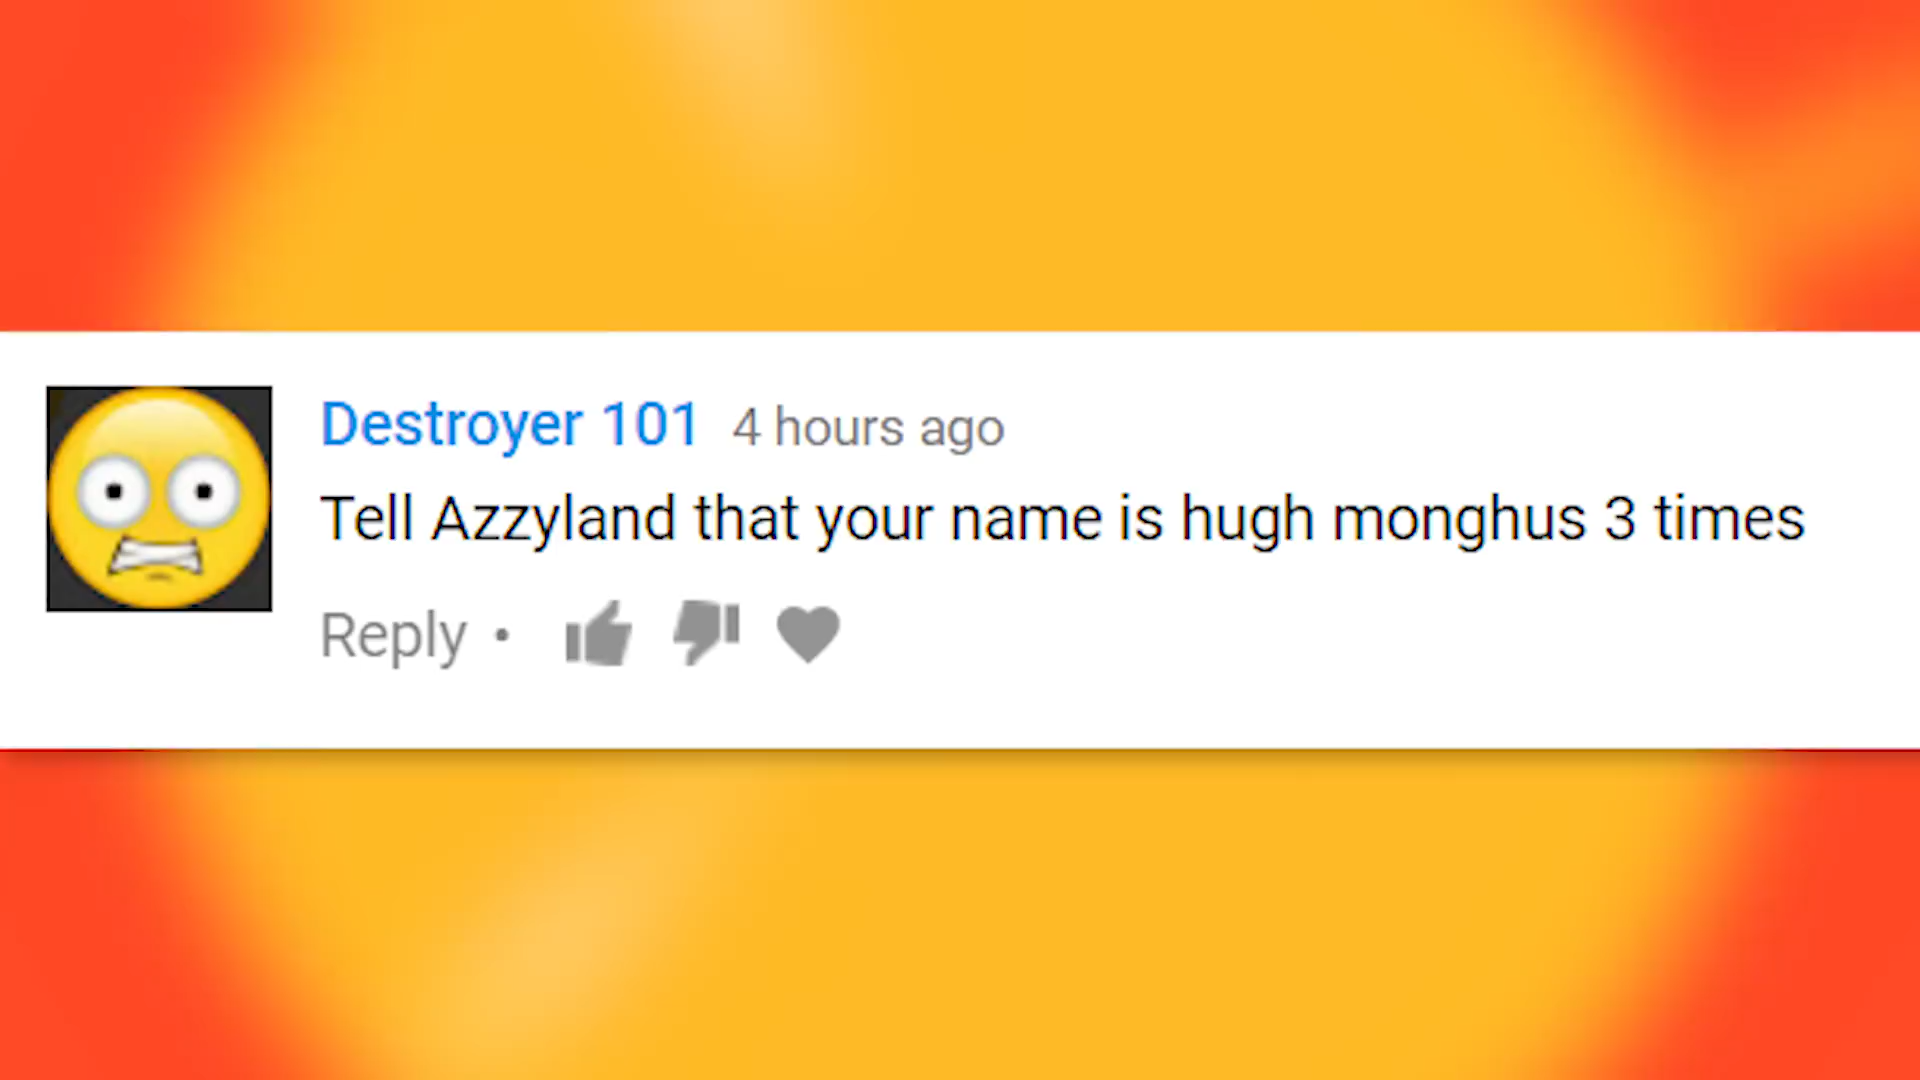 Destroyer 101 4 hours ago
Tell Azzyland that your name is hugh monghus 3 times
Reply •